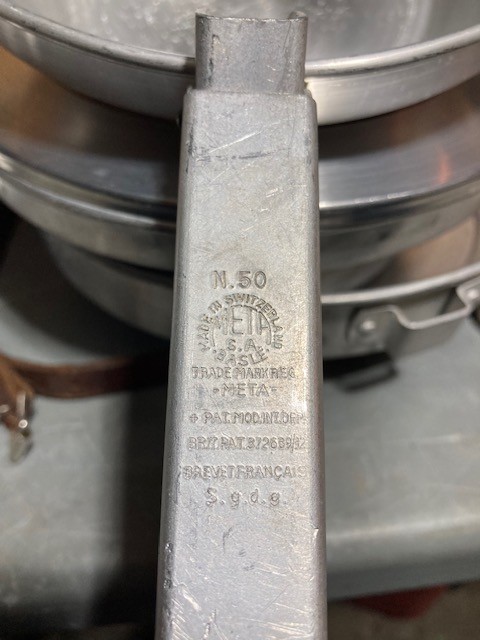 N.50
MADE IN SWITZERLAND
META
S.A.
BASLE
TRADE MARK REG.
-META-
+ PAT. MOD. INT. DEP.
BRIT. PAT. 372689/32
BREVET FRANÇAIS
S.g.d.g.